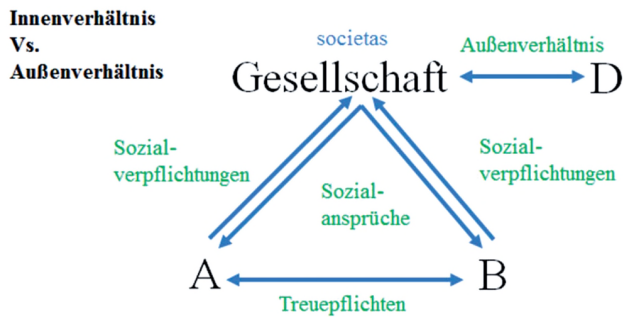 Innenverhältnis
Vs.
Außenverhältnis
societas
Außenverhältnis
Gesellschaft
D
Sozial-
verpflichtungen
Sozial-
ansprüche
Sozial-
verpflichtungen
A
B
Treuepflichten